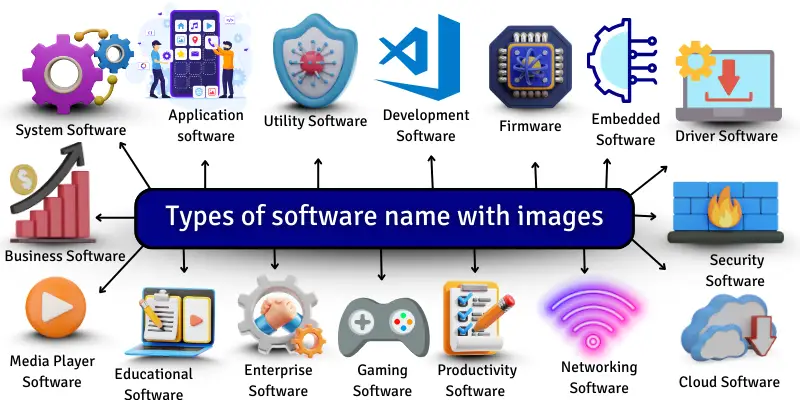 System Software
Application
software
Utility Software
Development
Software
Firmware
Embedded
Software
Driver Software
Types of software name with images
Business Software
Security
Software
Media Player
Software
Educational
Software
Enterprise
Software
Gaming
Software
Productivity
Software
Networking
Software
Cloud Software